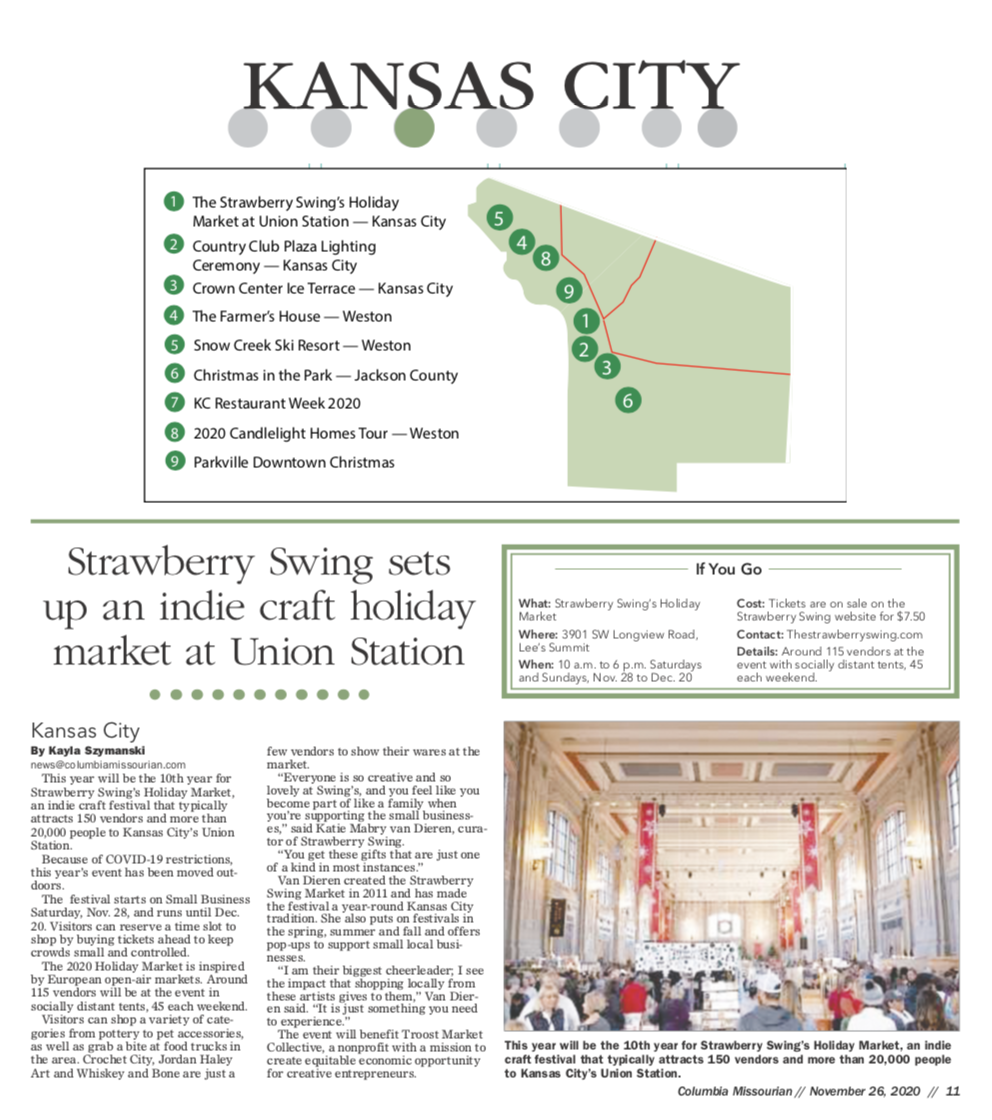 KANSAS CITY
1 The Strawberry Swing's Holiday
Market at Union Station — Kansas City
2 Country Club Plaza Lighting
Ceremony — Kansas City
3 Crown Center Ice Terrace — Kansas City
4 The Farmer's House — Weston
5 Snow Creek Ski Resort — Weston
6 Christmas in the Park — Jackson County
7 KC Restaurant Week 2020
8 2020 Candlelight Homes Tour — Weston
9 Parkville Downtown Christmas
5
4
8
9
1
2
3
6
Strawberry Swing sets
up an indie craft holiday
market at Union Station
If You Go
What: Strawberry Swing's Holiday
Market
Where: 3901 SW Longview Road,
Lee's Summit
When: 10 a.m. to 6 p.m. Saturdays
and Sundays, Nov. 28 to Dec. 20
Cost: Tickets are on sale on the
Strawberry Swing website for $7.50
Contact: Thestrawberryswing.com
Details: Around 115 vendors at the
event with socially distant tents, 45
each weekend.
Kansas City
By Kayla Szymanski
news@columbiamissourian.com
This year will be the 10th year for
Strawberry Swing's Holiday Market,
an indie craft festival that typically
attracts 150 vendors and more than
20,000 people to Kansas City's Union
Station.
Because of COVID-19 restrictions,
this year's event has been moved out-
doors.
The festival starts on Small Business
Saturday, Nov. 28, and runs until Dec.
20. Visitors can reserve a time slot to
shop by buying tickets ahead to keep
crowds small and controlled.
The 2020 Holiday Market is inspired
by European open-air markets. Around
115 vendors will be at the event in
socially distant tents, 45 each weekend.
Visitors can shop a variety of cate-
gories from pottery to pet accessories,
as well as grab a bite at food trucks in
the area. Crochet City, Jordan Haley
Art and Whiskey and Bone are just a
few vendors to show their wares at the
market.
"Everyone is so creative and so
lovely at Swing's, and you feel like you
become part of like a family when
you're supporting the small business-
es," said Katie Mabry van Dieren, cura-
tor of Strawberry Swing.
"You get these gifts that are just one
of a kind in most instances."
Van Dieren created the Strawberry
Swing Market in 2011 and has made
the festival a year-round Kansas City
tradition. She also puts on festivals in
the spring, summer and fall and offers
pop-ups to support small local busi-
nesses.
"I am their biggest cheerleader; I see
the impact that shopping locally from
these artists gives to them," Van Dier-
en said. "It is just something you need
to experience."
The event will benefit Troost Market
Collective, a nonprofit with a mission to
create equitable economic opportunity
for creative entrepreneurs.
This year will be the 10th year for Strawberry Swing's Holiday Market, an indie
craft festival that typically attracts 150 vendors and more than 20,000 people
to Kansas City's Union Station.
Columbia Missourian // November 26, 2020 // 11